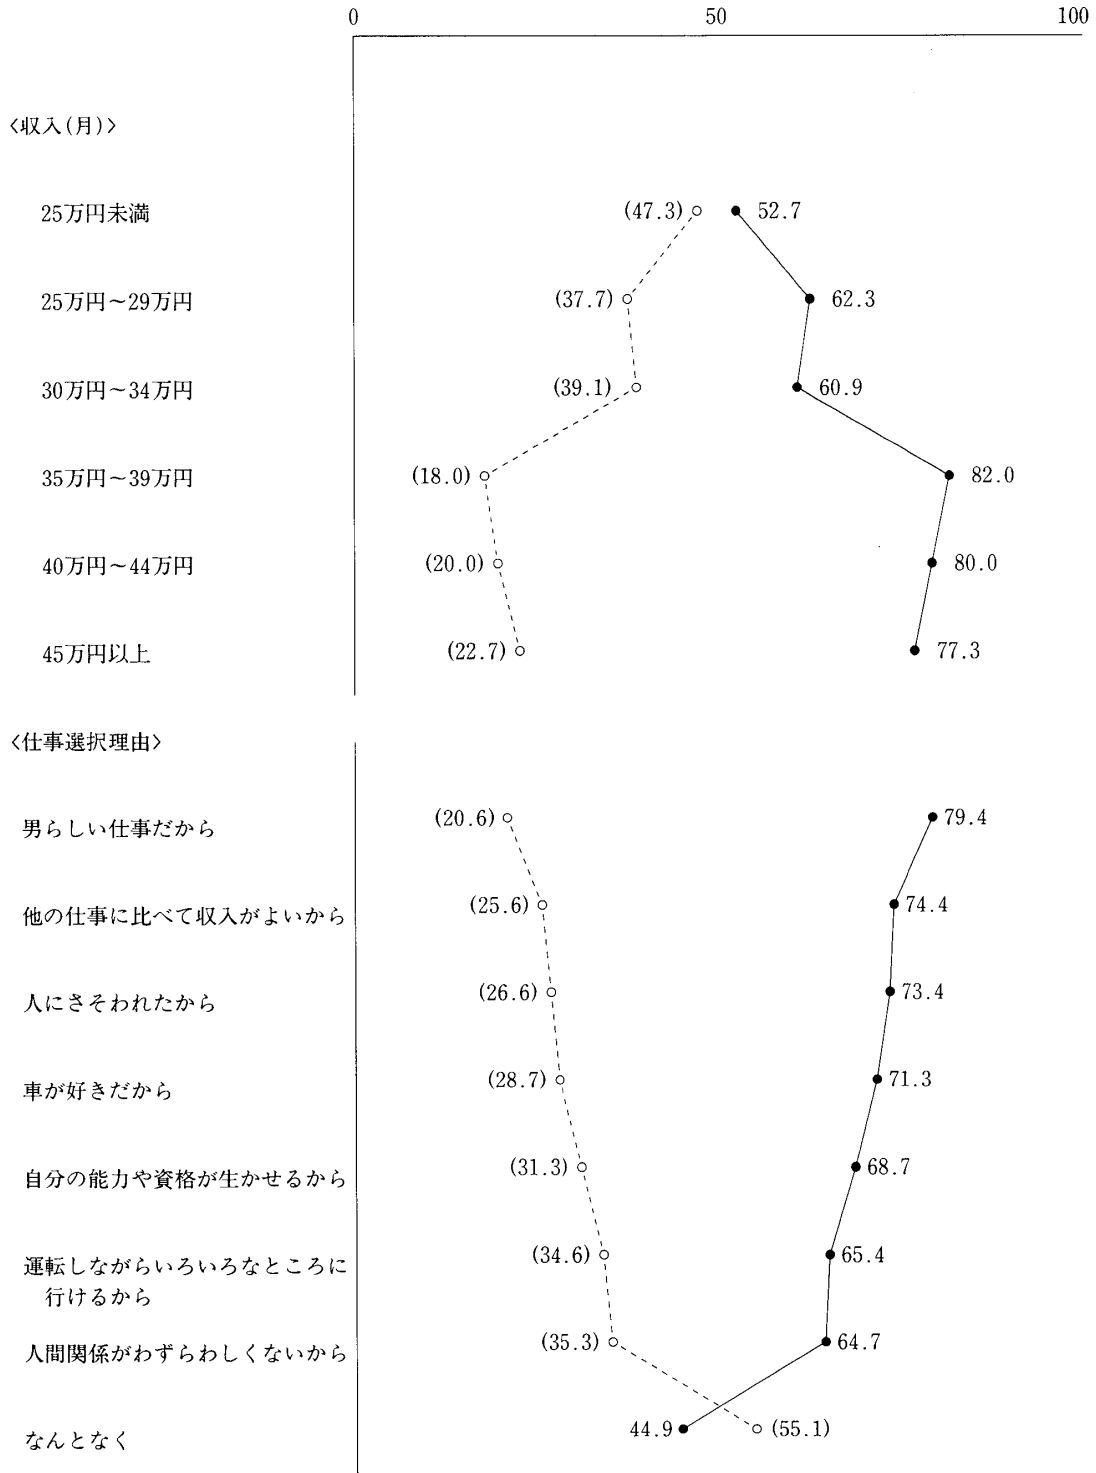 0 50 100
〈収入(月)〉
25万円未満 (47.3) 52.7
25万円~29万円 (37.7) 62.3
30万円~34万円 (39.1) 60.9
35万円~39万円 (18.0) 82.0
40万円~44万円 (20.0) 80.0
45万円以上 (22.7) 77.3
〈仕事選択理由〉
男らしい仕事だから (20.6) 79.4
他の仕事に比べて収入がよいから (25.6) 74.4
人にさそわれたから (26.6) 73.4
車が好きだから (28.7) 71.3
自分の能力や資格が生かせるから (31.3) 68.7
運転しながらいろいろなところに (34.6) 65.4
行けるから
人間関係がわずらわしくないから (35.3) 64.7
なんとなく 44.9 (55.1)